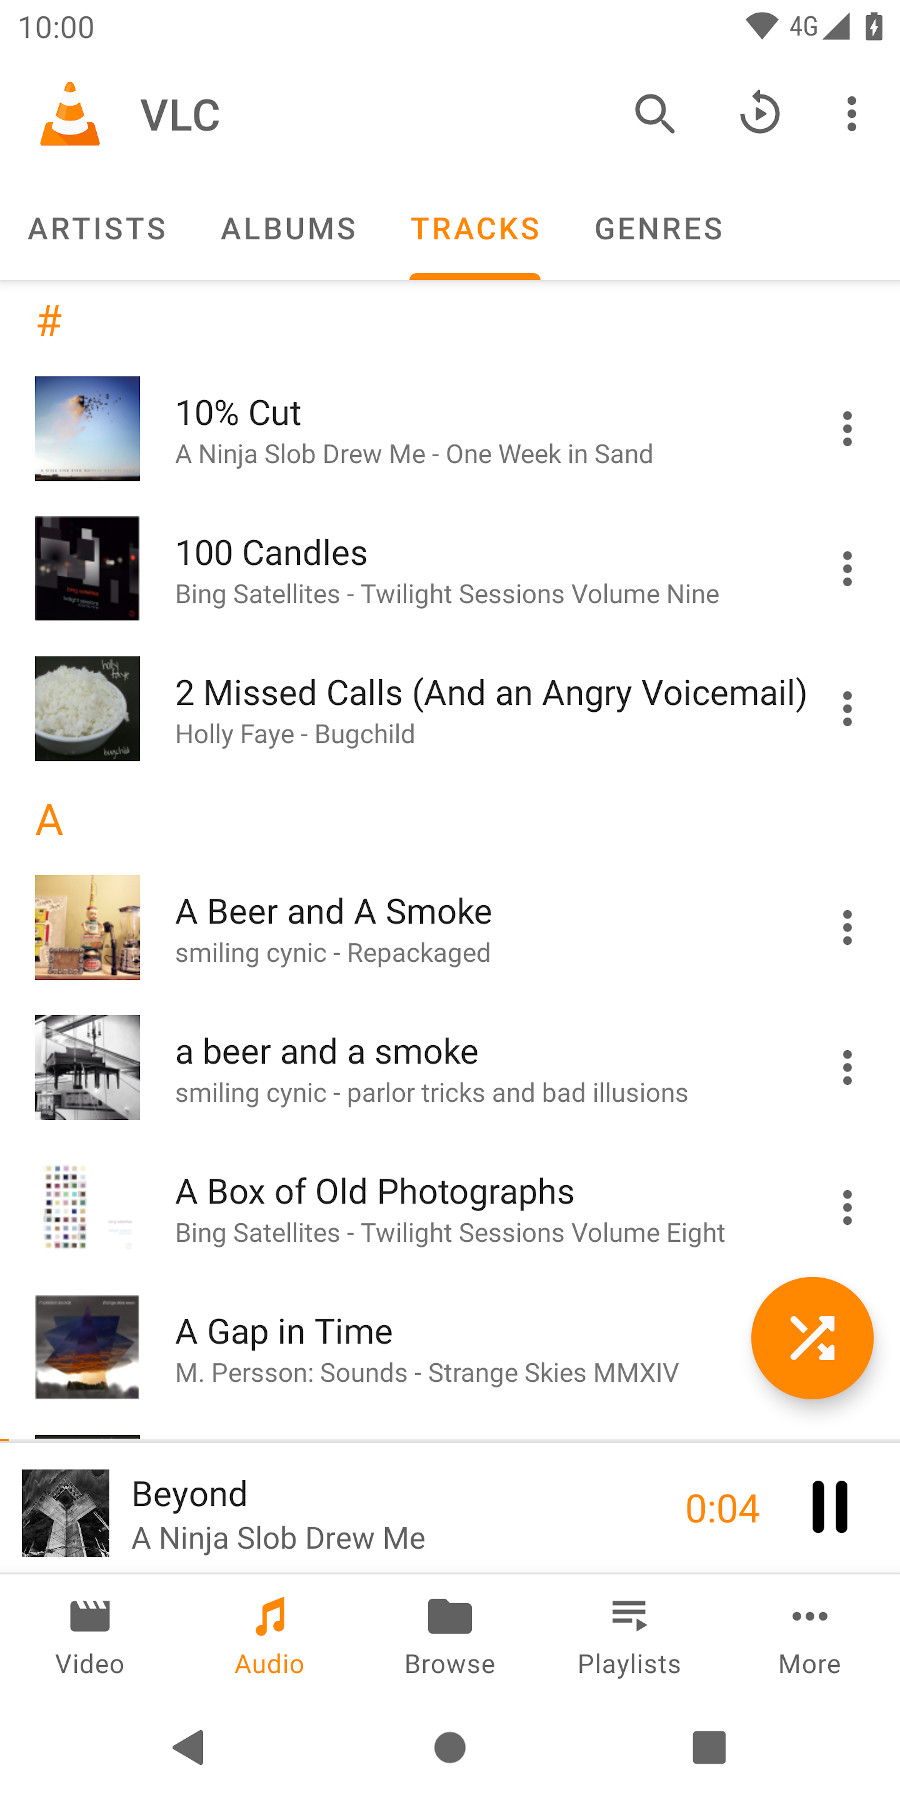 10:00
4G
VLC
ARTISTS ALBUMS TRACKS GENRES
#
10% Cut
A Ninja Slob Drew Me - One Week in Sand
100 Candles
Bing Satellites - Twilight Sessions Volume Nine
holly
faye
bugchild
2 Missed Calls (And an Angry Voicemail)
Holly Faye - Bugchild
A
A Beer and A Smoke
smiling cynic - Repackaged
a beer and a smoke
smiling cynic - parlor tricks and bad illusions
A Box of Old Photographs
Bing Satellites - Twilight Sessions Volume Eight
A Gap in Time
M. Persson: Sounds - Strange Skies MMXIV
Beyond
A Ninja Slob Drew Me
0:04
Video Audio Browse Playlists More